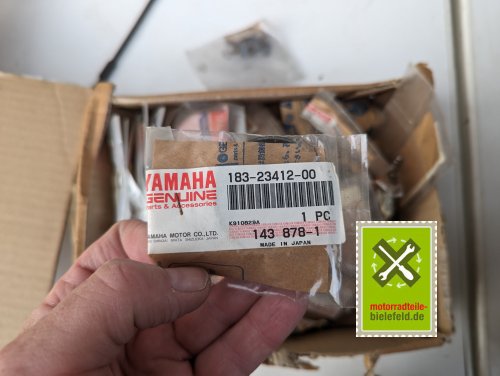 183-23412-00
YAMAHA
GENUINE
Parts & Accessories
K910829A
1 PC
YAMAHA MOTOR CO.,LTD.
143 878-1
MADE IN JAPAN
motorradteile-
bielefeld.de